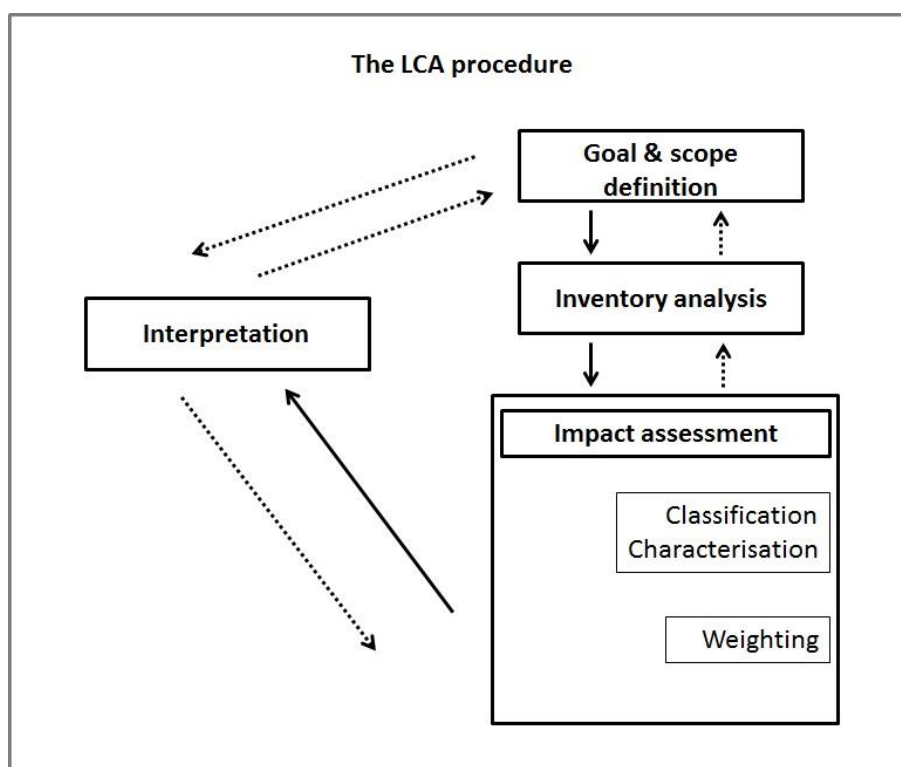 The LCA procedure
Goal & scope
definition
Inventory analysis
Interpretation
Impact assessment
Classification
Characterisation
Weighting